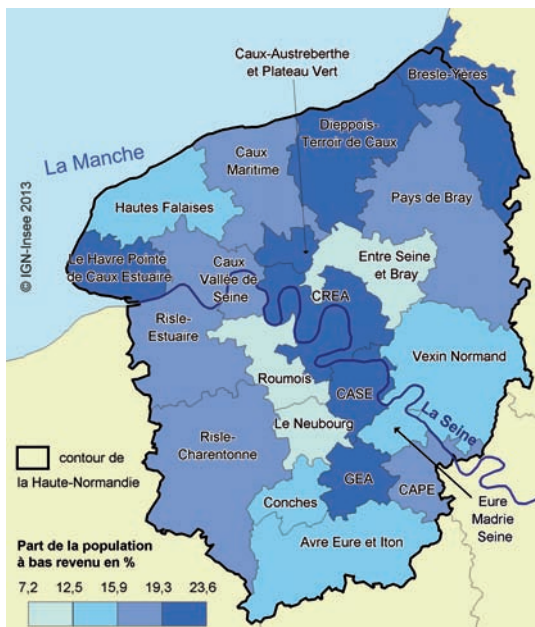 Caux-Austreberthe
et Plateau Vert
Bresle-Yères
Dieppois-
Terroir de Caux
La Manche
Caux
Maritime
Pays de Bray
Hautes Falaises
© IGN-Insee 2013
Le Havre Pointe
de Caux Estuaire
Caux
Vallée de
Seine
Entre Seine
et Bray
CREA
Risle-
Estuaire
Vexin Normand
Roumois
CASE
La Seine
Le Neubourg
Risle-
Charentonne
contour de
la Haute-Normandie
GEA
CAPE
Conches
Eure
Madrie
Seine
Avre Eure et Iton
Part de la population
à bas revenu en %
7,2 12,5 15,9 19,3 23,6